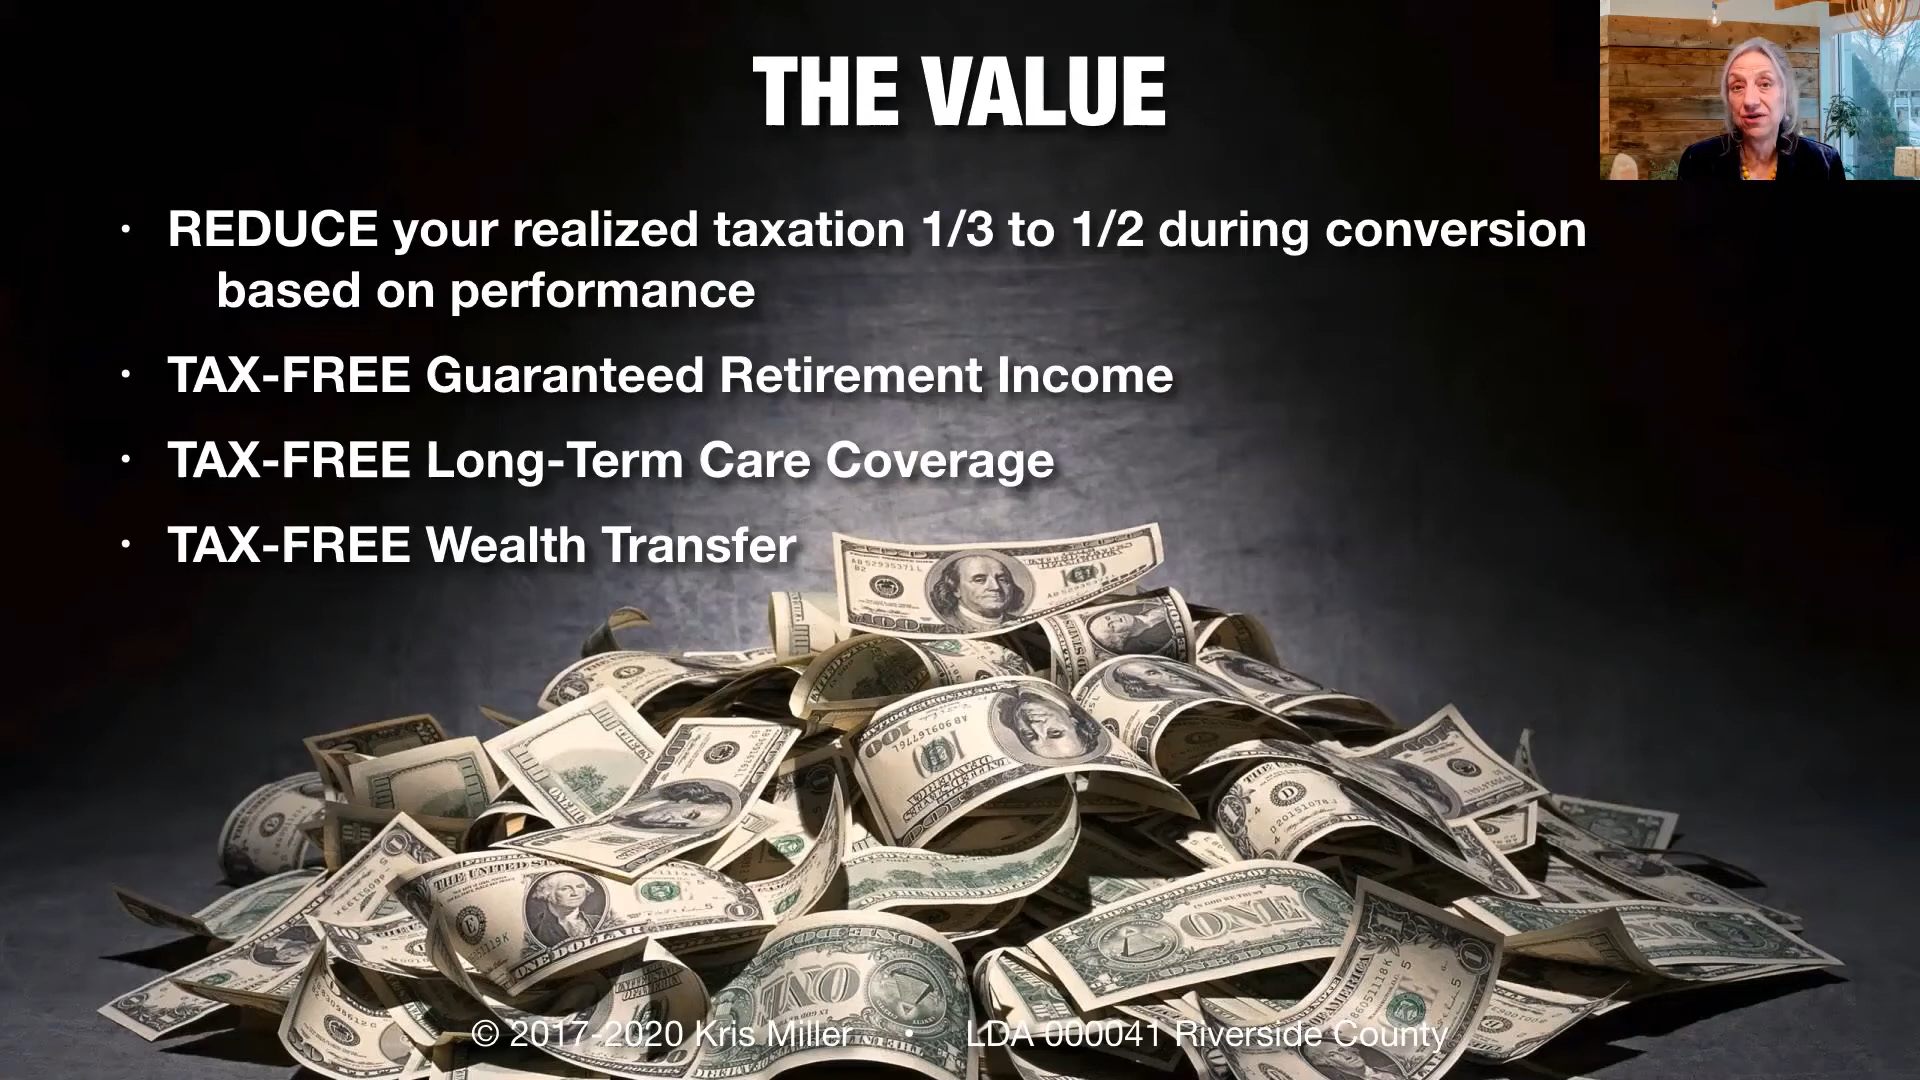 THE VALUE
· REDUCE your realized taxation 1/3 to 1/2 during conversion
based on performance
· TAX-FREE Guaranteed Retirement Income
· TAX-FREE Long-Term Care Coverage
· TAX-FREE Wealth Transfer
© 2017-2020 Kris Miller • LDA 000041 Riverside County